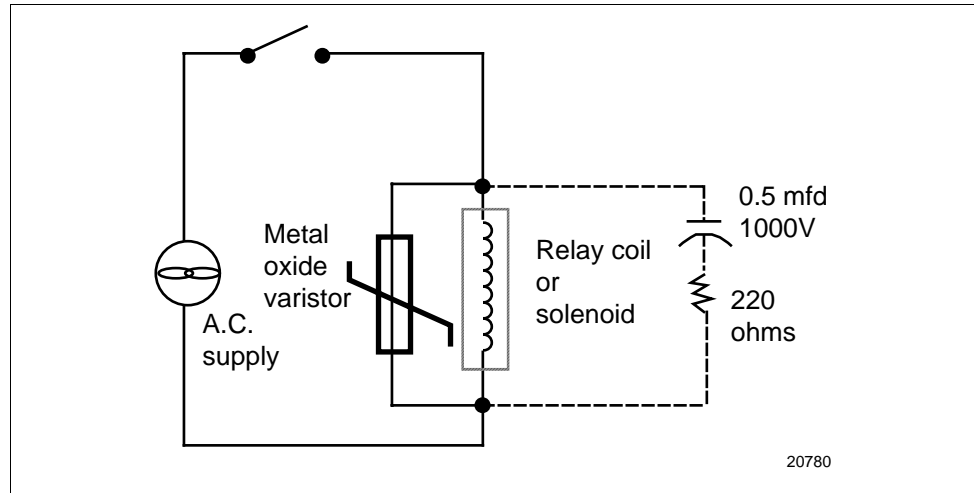 0.5 mfd
1000V
Metal
oxide
varistor
Relay coil
or
solenoid
220
ohms
A.C.
supply
20780